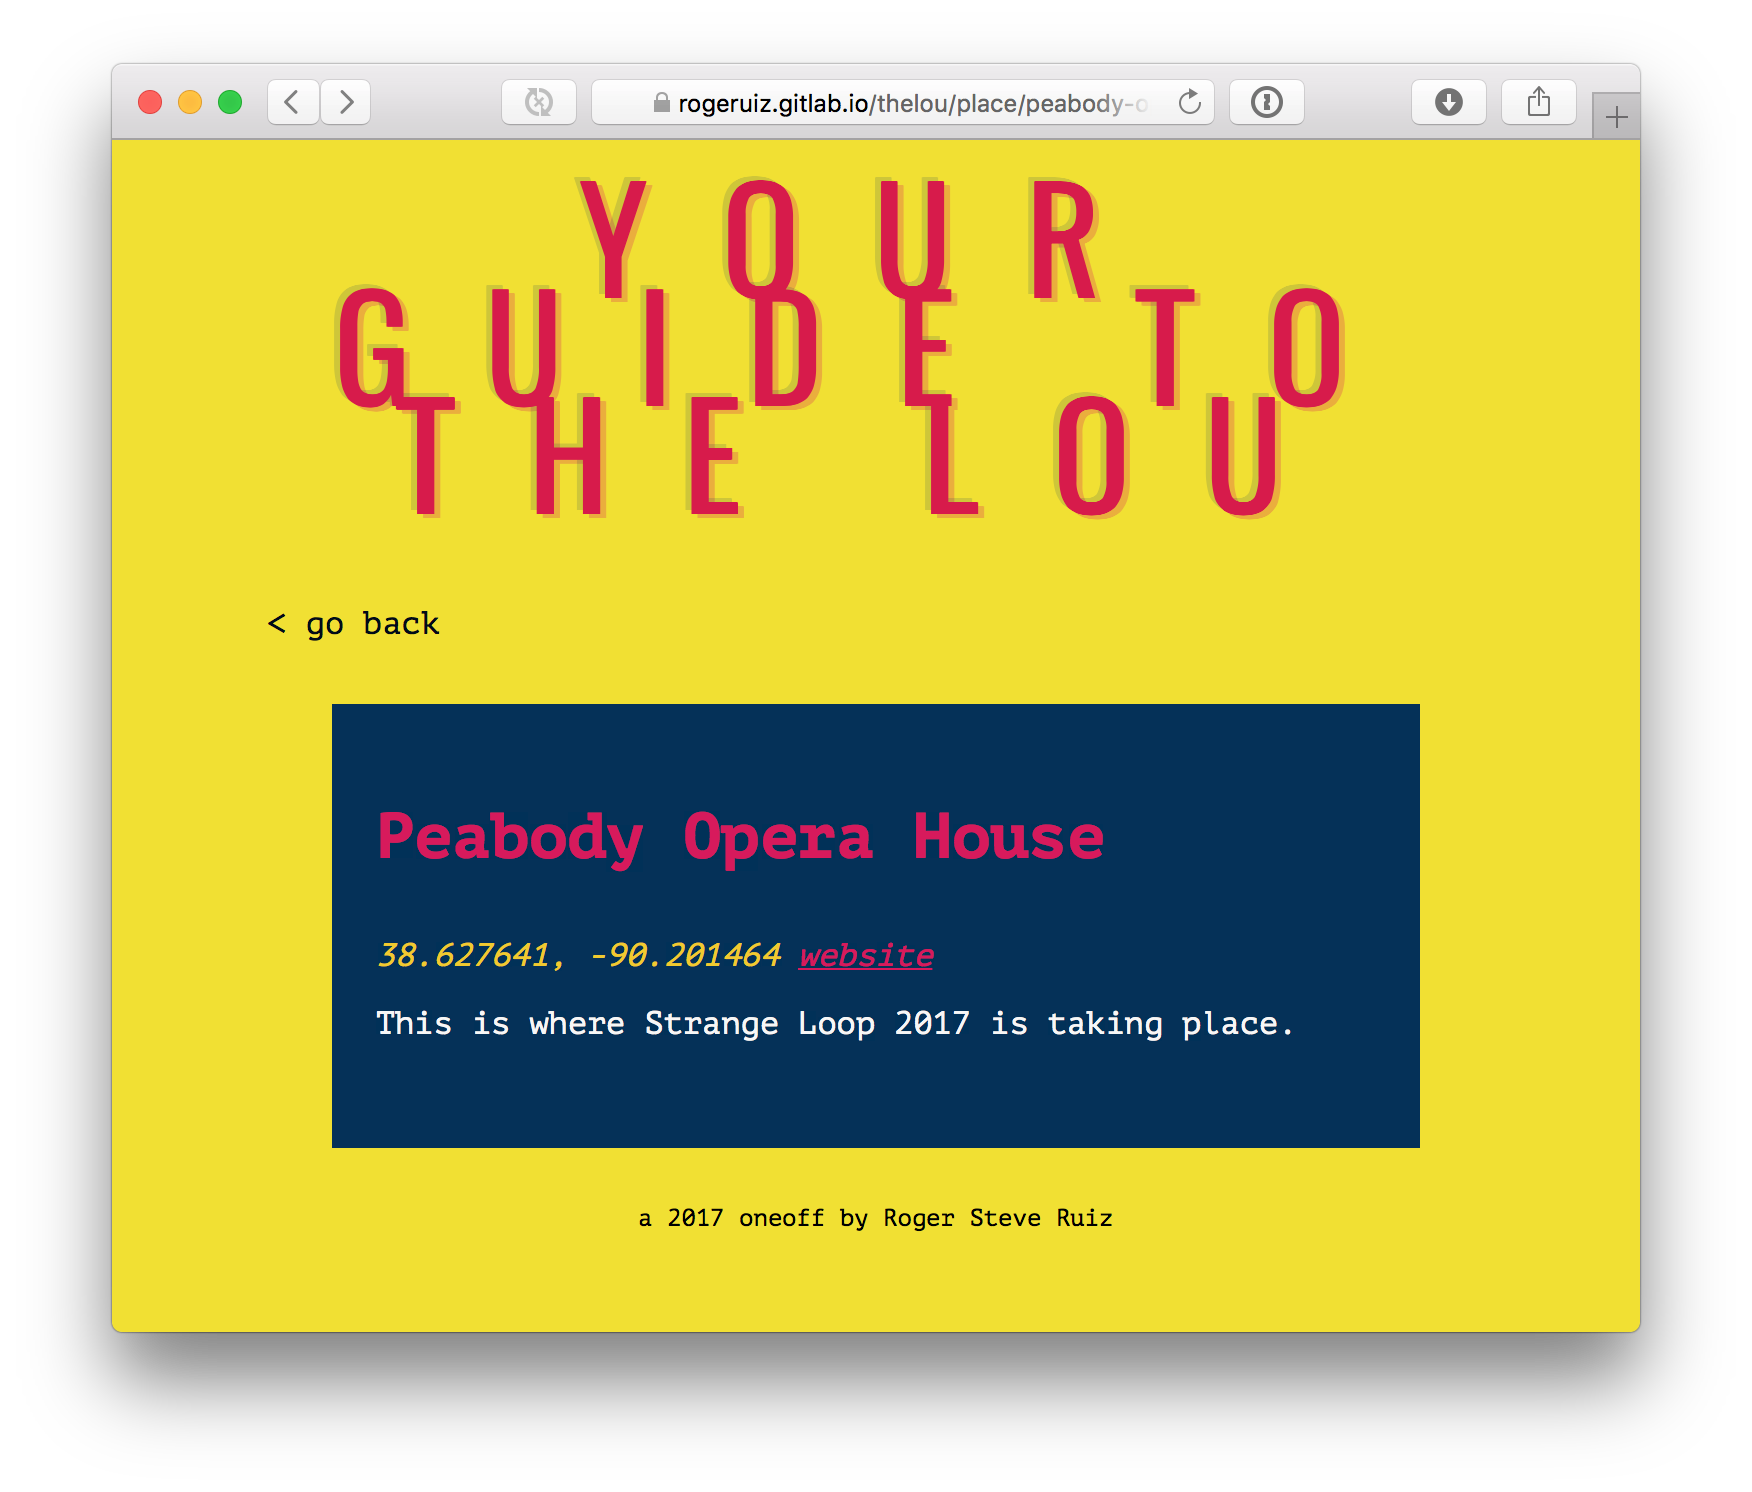 rogeruiz.gitlab.io/thelou/place/peabody-o
YOUR
GUIDE TO
THE LOU
< go back
Peabody Opera House
38.627641, -90.201464 website
This is where Strange Loop 2017 is taking place.
a 2017 oneoff by Roger Steve Ruiz